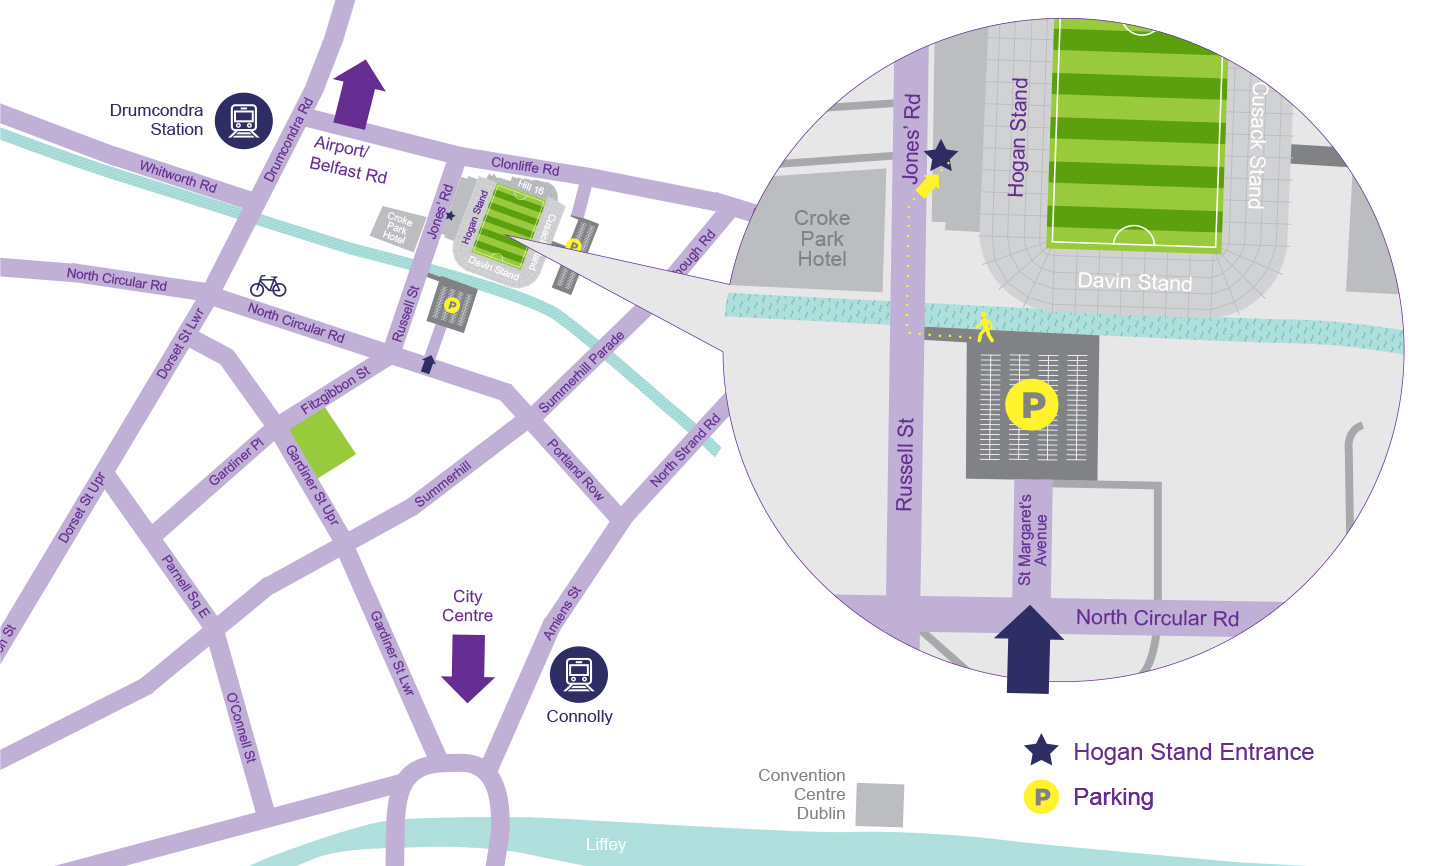 Drumcondra
Station
Drumcondra Rd
Airport/
Belfast Rd
Whitworth Rd
Clonliffe Rd
Jones' Rd
Hill 16
Hogan Stand
Davin Stand
Croke
Park
Hotel
P
P
North Circular Rd
North Circular Rd
Russell St
Dorset St Lwr
Fitzgibbon St
Summerhill Parade
Gardiner Pl
Gardiner St Upr
Summerhill
Portland Row
North Strand Rd
Dorset St Upr
Parnell Sq E
City
Centre
Gardiner St Lwr
Amiens St
O'Connell St
Connolly
Convention
Centre
Dublin
Liffey
Jones' Rd
Hogan Stand
Cusack Stand
Davin Stand
Croke
Park
Hotel
P
Russell St
St Margaret's
Avenue
North Circular Rd
Hogan Stand Entrance
P
Parking